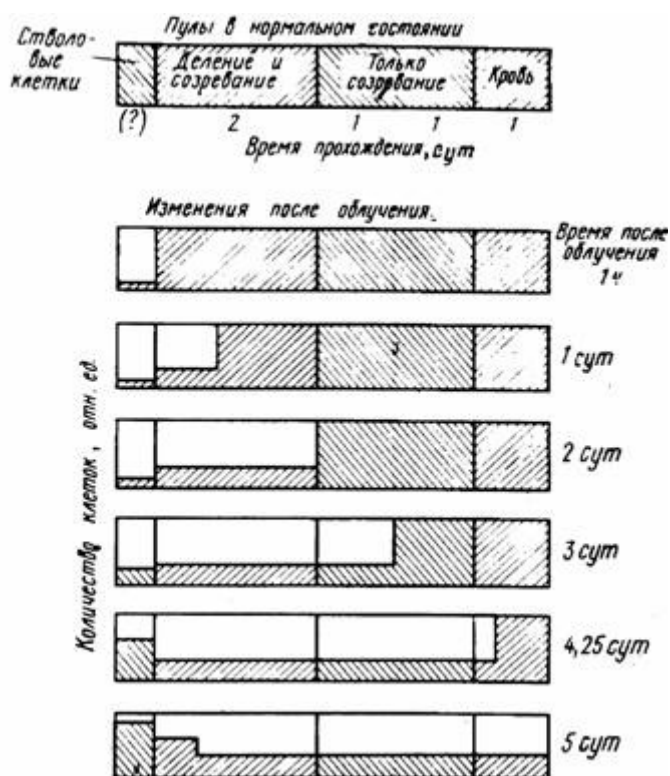 Пулы в нормальном состоянии
Стволо-
вые
клетки
Деление и
созревание
Только
созревание
Кровь
(?)
2
1
1
1
Время прохождения, сут
Изменения после облучения.
Время после
облучения
1ч
1 сут
2 сут
3 сут
4,25 сут
5 сут
Количество клеток, отн. ед.